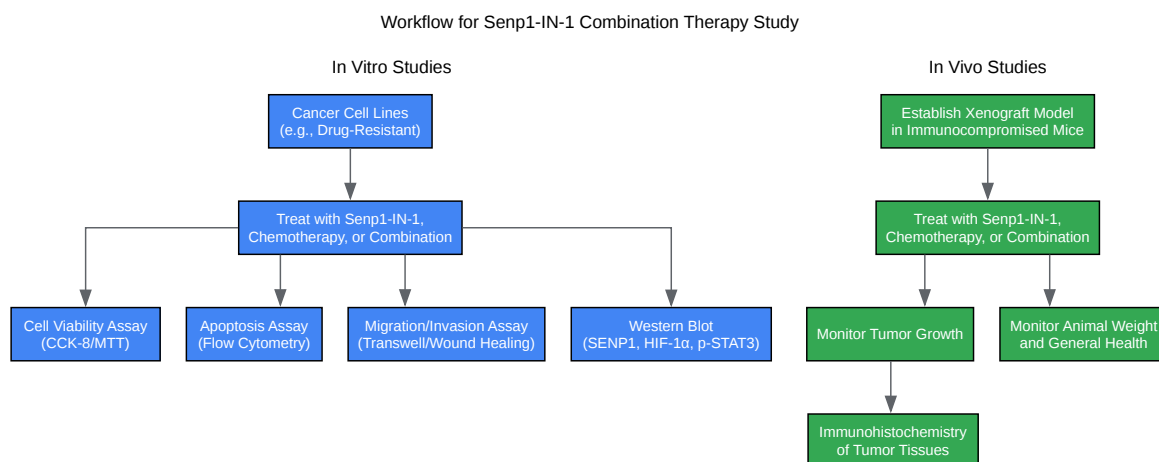 Workflow for Senp1-IN-1 Combination Therapy Study
In Vitro Studies
Cancer Cell Lines
(e.g., Drug-Resistant)
Treat with Senp1-IN-1,
Chemotherapy, or Combination
Cell Viability Assay
(CCK-8/MTT)
Apoptosis Assay
(Flow Cytometry)
Migration/Invasion Assay
(Transwell/Wound Healing)
Western Blot
(SENP1, HIF-1α, p-STAT3)
In Vivo Studies
Establish Xenograft Model
in Immunocompromised Mice
Treat with Senp1-IN-1,
Chemotherapy, or Combination
Monitor Tumor Growth
Monitor Animal Weight
and General Health
Immunohistochemistry
of Tumor Tissues